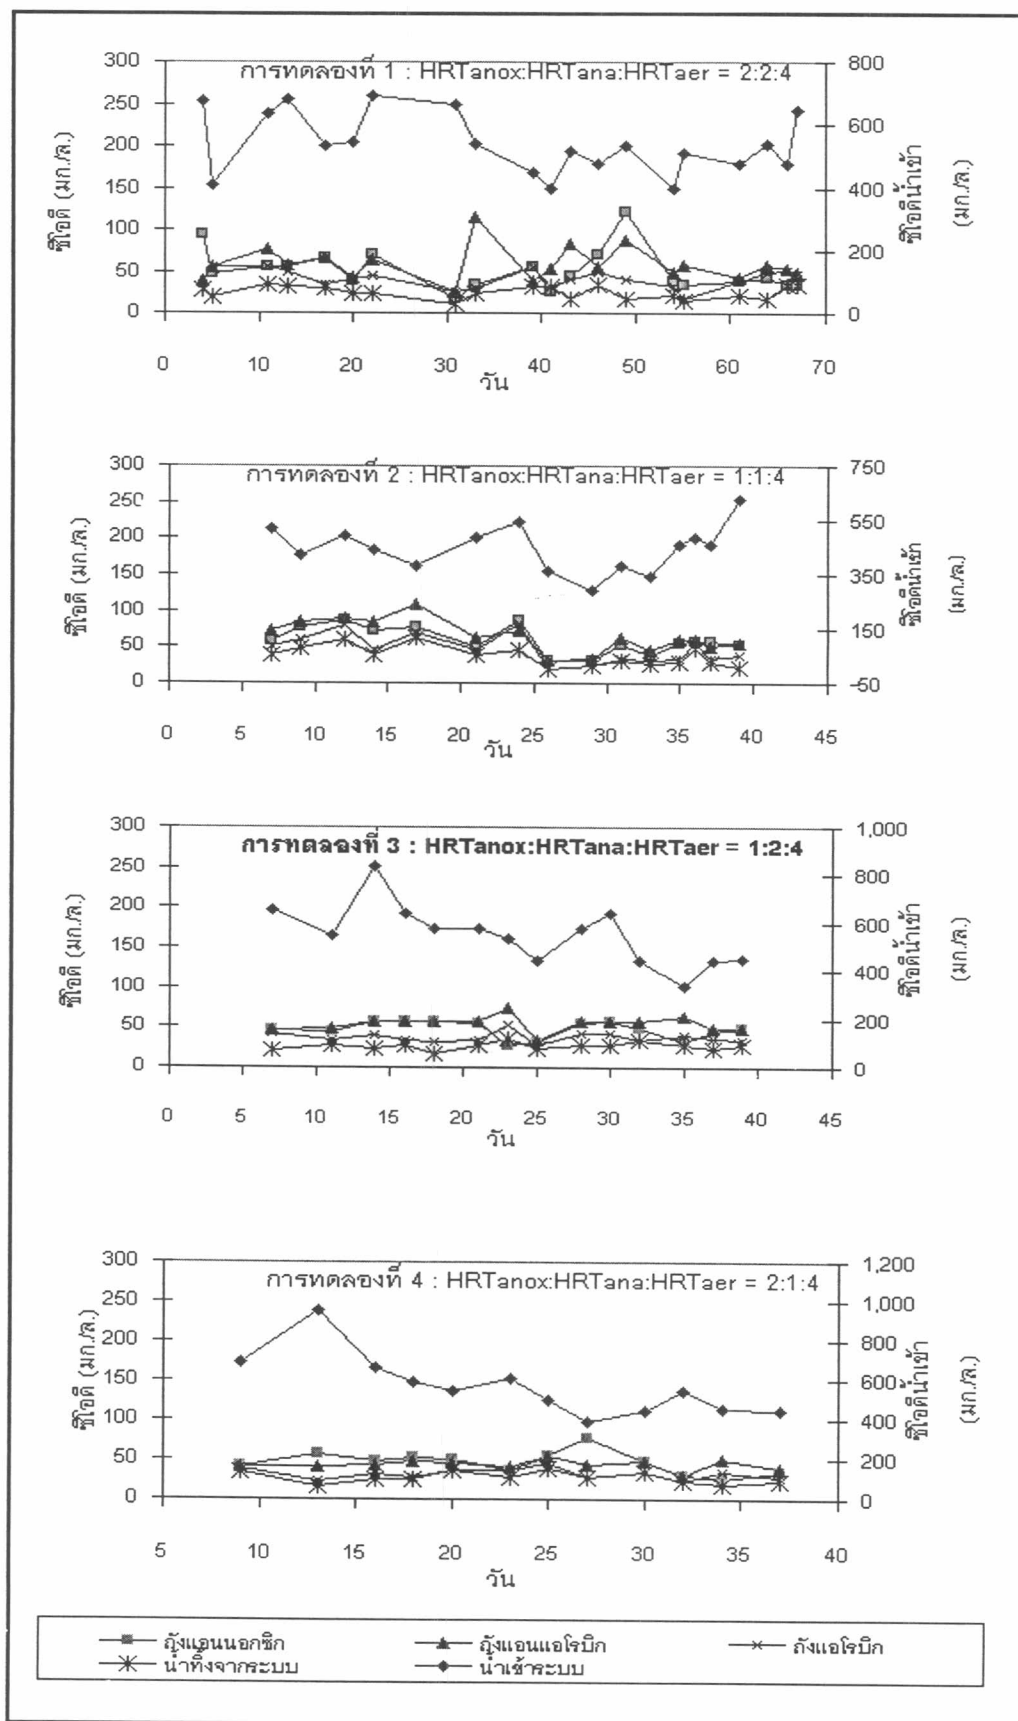 การทดลองที่ 1 : HRTanox:HRTana:HRTaer = 2:2:4
300
250
200
150
100
50
0
ซีโอดี (มก./ล.)
800
600
400
200
0
ซีโอดีน้ำเข้า
(มก./ล.)
0 10 20 30 40 50 60 70
วัน
การทดลองที่ 2 : HRTanox:HRTana:HRTaer = 1:1:4
300
250
200
150
100
50
0
ซีโอดี (มก./ล.)
750
550
350
150
-50
ซีโอดีน้ำเข้า
(มก./ล.)
0 5 10 15 20 25 30 35 40 45
วัน
การทดลองที่ 3 : HRTanox:HRTana:HRTaer = 1:2:4
300
250
200
150
100
50
0
ซีโอดี (มก./ล.)
1,000
800
600
400
200
0
ซีโอดีน้ำเข้า
(มก./ล.)
0 5 10 15 20 25 30 35 40 45
วัน
การทดลองที่ 4 : HRTanox:HRTana:HRTaer = 2:1:4
300
250
200
150
100
50
0
ซีโอดี (มก./ล.)
1,200
1,000
800
600
400
200
0
ซีโอดีน้ำเข้า
(มก./ล.)
5 10 15 20 25 30 35 40
วัน
ถังแอนนอกซิก ถังแอนแอโรบิก ถังแอโรบิก
น้ำทิ้งจากระบบ น้ำเข้าระบบ